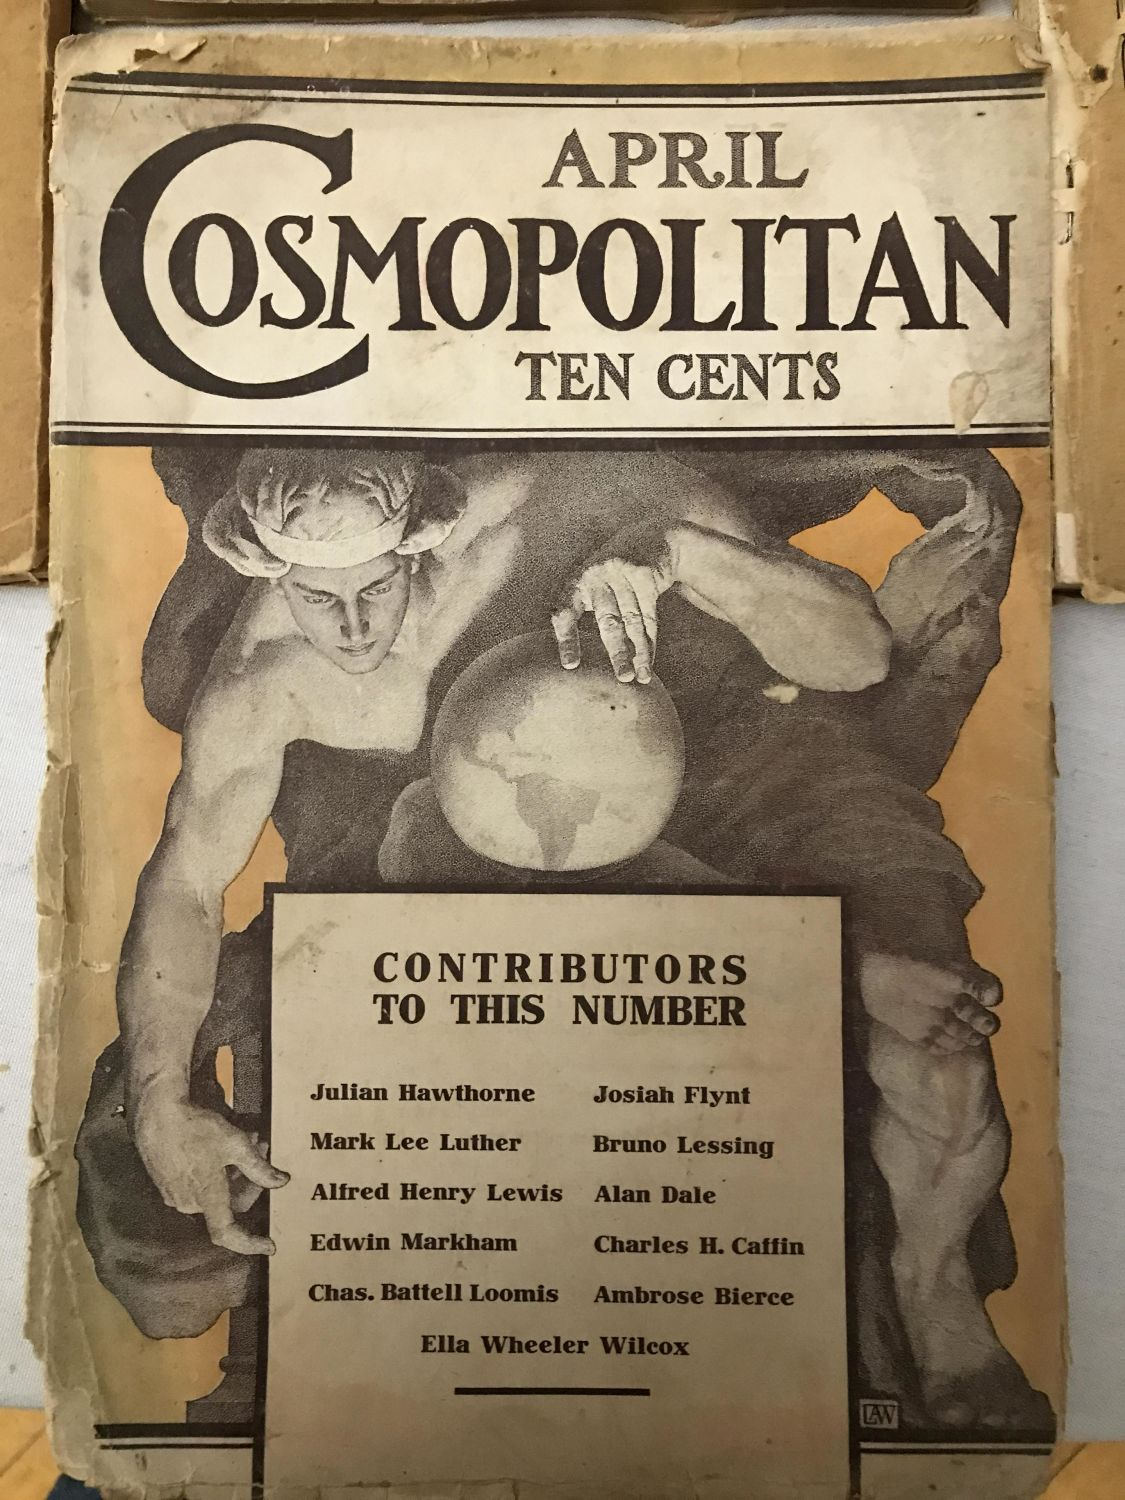 APRIL
COSMOPOLITAN
TEN CENTS
CONTRIBUTORS
TO THIS NUMBER
Julian Hawthorne
Mark Lee Luther
Alfred Henry Lewis
Edwin Markham
Chas. Battell Loomis
Josiah Flynt
Bruno Lessing
Alan Dale
Charles H. Caffin
Ambrose Bierce
Ella Wheeler Wilcox
LAW